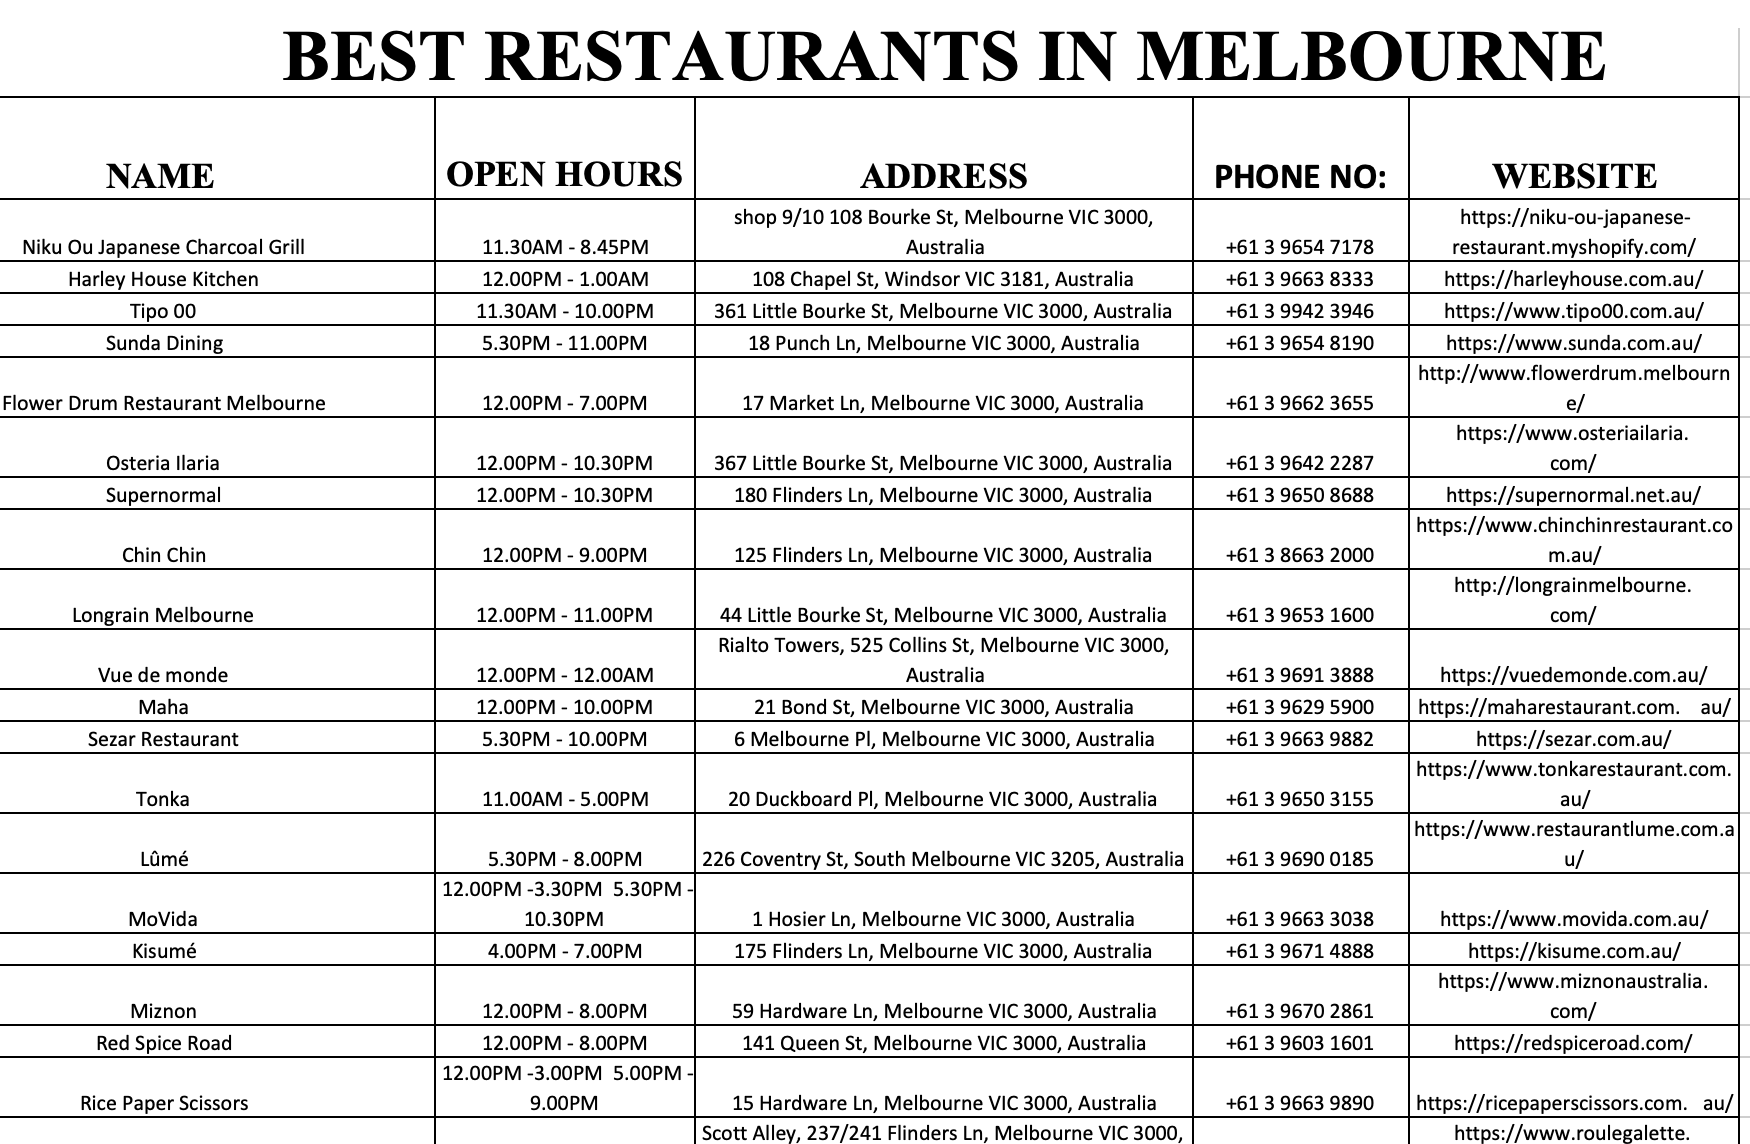 BEST RESTAURANTS IN MELBOURNE
NAME OPEN HOURS ADDRESS PHONE NO: WEBSITE
shop 9/10 108 Bourke St, Melbourne VIC 3000, https://niku-ou-japanese-
Niku Ou Japanese Charcoal Grill 11.30AM - 8.45PM Australia +61 3 9654 7178 restaurant.myshopify.com/
Harley House Kitchen 12.00PM - 1.00AM 108 Chapel St, Windsor VIC 3181, Australia +61 3 9663 8333 https://harleyhouse.com.au/
Tipo 00 11.30AM - 10.00PM 361 Little Bourke St, Melbourne VIC 3000, Australia +61 3 9942 3946 https://www.tipo00.com.au/
Sunda Dining 5.30PM - 11.00PM 18 Punch Ln, Melbourne VIC 3000, Australia +61 3 9654 8190 https://www.sunda.com.au/
http://www.flowerdrum.melbourn
Flower Drum Restaurant Melbourne 12.00PM - 7.00PM 17 Market Ln, Melbourne VIC 3000, Australia +61 3 9662 3655 e/
https://www.osteriailaria.
Osteria Ilaria 12.00PM - 10.30PM 367 Little Bourke St, Melbourne VIC 3000, Australia +61 3 9642 2287 com/
Supernormal 12.00PM - 10.30PM 180 Flinders Ln, Melbourne VIC 3000, Australia +61 3 9650 8688 https://supernormal.net.au/
https://www.chinchinrestaurant.co
Chin Chin 12.00PM - 9.00PM 125 Flinders Ln, Melbourne VIC 3000, Australia +61 3 8663 2000 m.au/
http://longrainmelbourne.
Longrain Melbourne 12.00PM - 11.00PM 44 Little Bourke St, Melbourne VIC 3000, Australia +61 3 9653 1600 com/
Rialto Towers, 525 Collins St, Melbourne VIC 3000,
Vue de monde 12.00PM - 12.00AM Australia +61 3 9691 3888 https://vuedemonde.com.au/
Maha 12.00PM - 10.00PM 21 Bond St, Melbourne VIC 3000, Australia +61 3 9629 5900 https://maharestaurant.com. au/
Sezar Restaurant 5.30PM - 10.00PM 6 Melbourne Pl, Melbourne VIC 3000, Australia +61 3 9663 9882 https://sezar.com.au/
https://www.tonkarestaurant.com.
Tonka 11.00AM - 5.00PM 20 Duckboard Pl, Melbourne VIC 3000, Australia +61 3 9650 3155 au/
https://www.restaurantlume.com.a
Lûmé 5.30PM - 8.00PM 226 Coventry St, South Melbourne VIC 3205, Australia +61 3 9690 0185 u/
12.00PM -3.30PM 5.30PM -
MoVida 10.30PM 1 Hosier Ln, Melbourne VIC 3000, Australia +61 3 9663 3038 https://www.movida.com.au/
Kisumé 4.00PM - 7.00PM 175 Flinders Ln, Melbourne VIC 3000, Australia +61 3 9671 4888 https://kisume.com.au/
https://www.miznonaustralia.
Miznon 12.00PM - 8.00PM 59 Hardware Ln, Melbourne VIC 3000, Australia +61 3 9670 2861 com/
Red Spice Road 12.00PM - 8.00PM 141 Queen St, Melbourne VIC 3000, Australia +61 3 9603 1601 https://redspiceroad.com/
12.00PM -3.00PM 5.00PM -
Rice Paper Scissors 9.00PM 15 Hardware Ln, Melbourne VIC 3000, Australia +61 3 9663 9890 https://ricepaperscissors.com. au/
Scott Alley, 237/241 Flinders Ln, Melbourne VIC 3000, https://www.roulegalette.